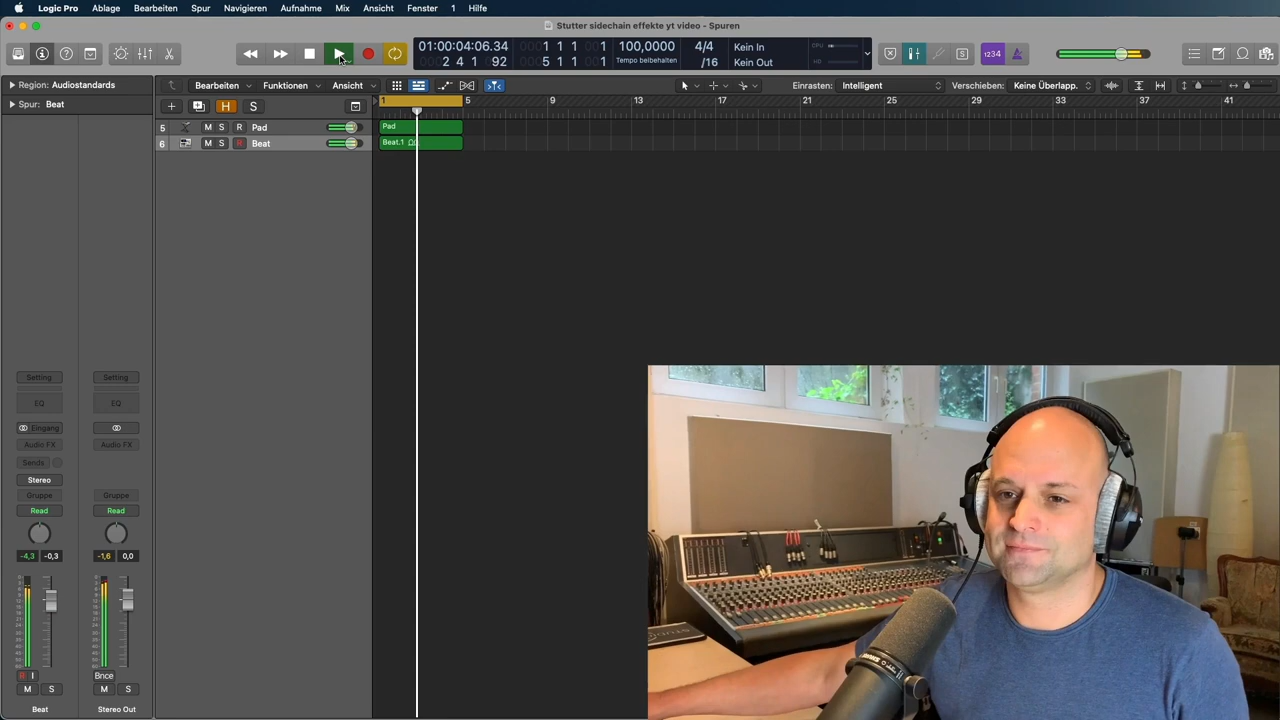 Logic Pro Ablage Bearbeiten Spur Navigieren Aufnahme Mix Ansicht Fenster 1 Hilfe
Stutter sidechain effekte yt video - Spuren
01:00:04:06.34 1 1 1 1 100,0000 4/4 Kein In CPU
2 4 1 92 5 1 1 1 Tempo beibehalten /16 Kein Out HD
1234
Region: Audiostandards
Bearbeiten Funktionen Ansicht
Einrasten: Intelligent Verschieben: Keine Überlapp.
Spur: Beat
H S
1 5 9 13 17 21 25 29 33 37 41
5 M S R Pad
Pad
6 M S R Beat
Beat.1
Setting Setting
EQ EQ
Eingang
Audio FX Audio FX
Sends
Stereo
Gruppe Gruppe
Read Read
-4,3 -0,3 -1,6 0,0
R I Bnce
M S M S
Beat Stereo Out